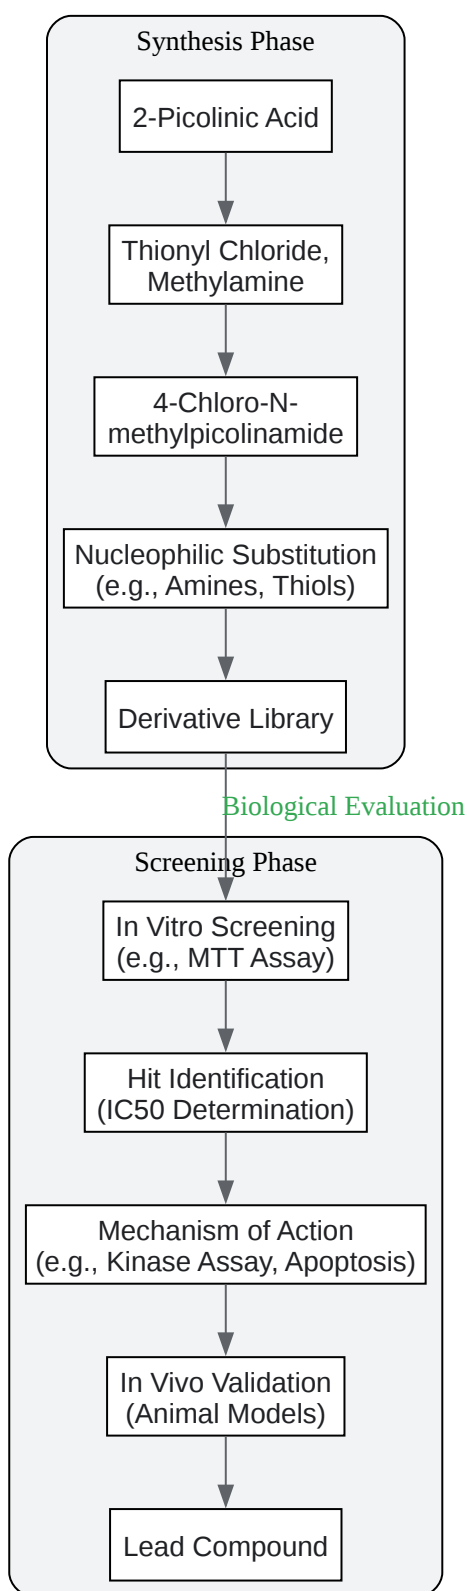 Synthesis Phase
2-Picolinic Acid
Thionyl Chloride,
Methylamine
4-Chloro-N-
methylpicolinamide
Nucleophilic Substitution
(e.g., Amines, Thiols)
Derivative Library
Biological Evaluation
Screening Phase
In Vitro Screening
(e.g., MTT Assay)
Hit Identification
(IC50 Determination)
Mechanism of Action
(e.g., Kinase Assay, Apoptosis)
In Vivo Validation
(Animal Models)
Lead Compound